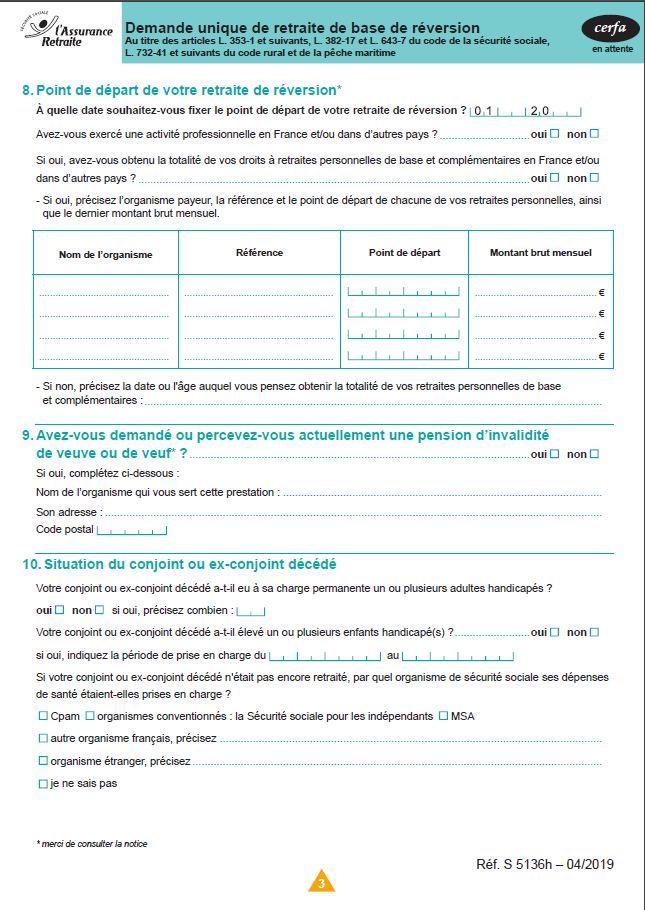 SÉCURITÉ SOCIALE
l'Assurance
Retraite
Demande unique de retraite de base de réversion
Au titre des articles L. 353-1 et suivants, L. 382-17 et L. 643-7 du code de la sécurité sociale,
L. 732-41 et suivants du code rural et de la pêche maritime
cerfa
en attente
8. Point de départ de votre retraite de réversion*
À quelle date souhaitez-vous fixer le point de départ de votre retraite de réversion ? 0 1 2 0
Avez-vous exercé une activité professionnelle en France et/ou dans d'autres pays ? oui non
Si oui, avez-vous obtenu la totalité de vos droits à retraites personnelles de base et complémentaires en France et/ou
dans d'autres pays ? oui non
- Si oui, précisez l'organisme payeur, la référence et le point de départ de chacune de vos retraites personnelles, ainsi
que le dernier montant brut mensuel.
Nom de l'organisme Référence Point de départ Montant brut mensuel
€
€
€
€
- Si non, précisez la date ou l'âge auquel vous pensez obtenir la totalité de vos retraites personnelles de base
et complémentaires :
9. Avez-vous demandé ou percevez-vous actuellement une pension d'invalidité
de veuve ou de veuf* ? oui non
Si oui, complétez ci-dessous :
Nom de l'organisme qui vous sert cette prestation :
Son adresse :
Code postal
10. Situation du conjoint ou ex-conjoint décédé
Votre conjoint ou ex-conjoint décédé a-t-il eu à sa charge permanente un ou plusieurs adultes handicapés ?
oui non si oui, précisez combien :
Votre conjoint ou ex-conjoint décédé a-t-il élevé un ou plusieurs enfants handicapé(s) ? oui non
si oui, indiquez la période de prise en charge du au
Si votre conjoint ou ex-conjoint décédé n'était pas encore retraité, par quel organisme de sécurité sociale ses dépenses
de santé étaient-elles prises en charge ?
Cpam organismes conventionnés : la Sécurité sociale pour les indépendants MSA
autre organisme français, précisez
organisme étranger, précisez
je ne sais pas
* merci de consulter la notice
Réf. S 5136h – 04/2019
3